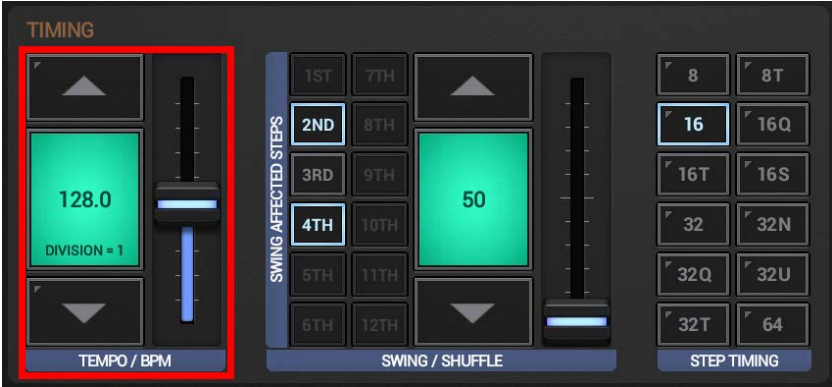 TIMING
128.0
DIVISION = 1
TEMPO / BPM
SWING AFFECTED STEPS
1ST 7TH
2ND 8TH
3RD 9TH
4TH 10TH
5TH 11TH
6TH 12TH
50
SWING / SHUFFLE
8 8T
16 16Q
16T 16S
32 32N
32Q 32U
32T 64
STEP TIMING